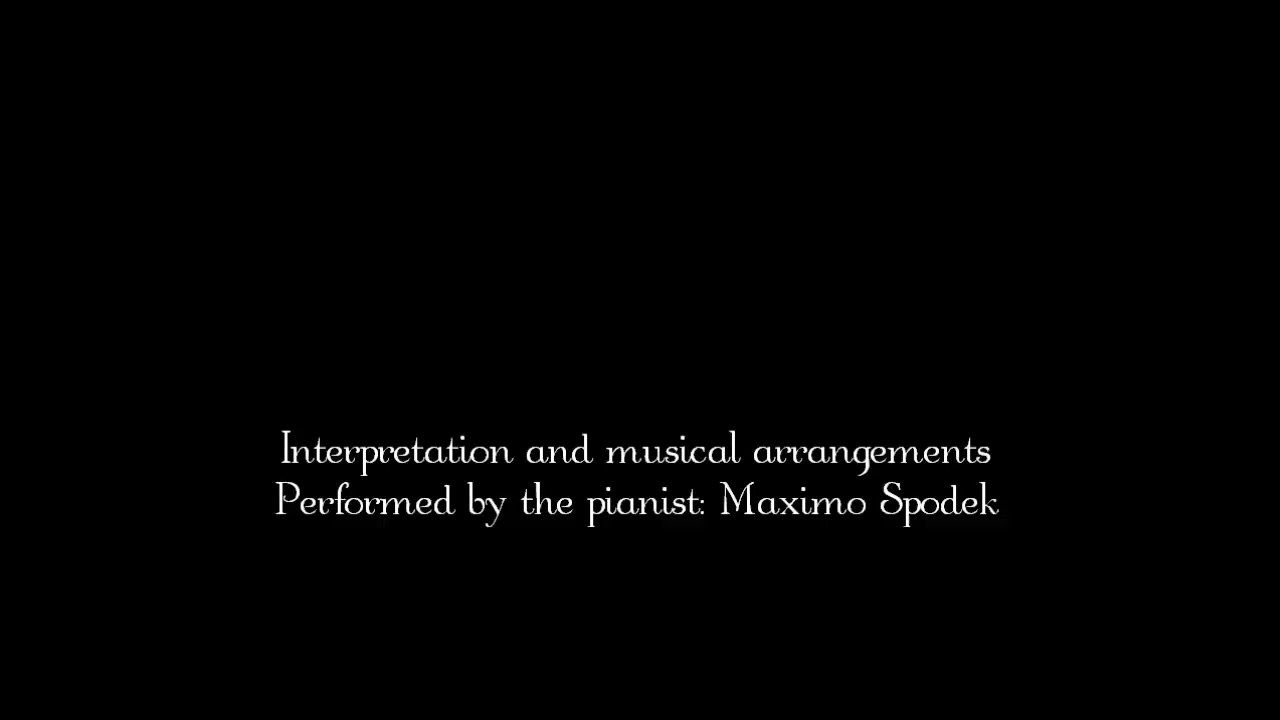 Interpretation and musical arrangements
Performed by the pianist: Maximo Spodek